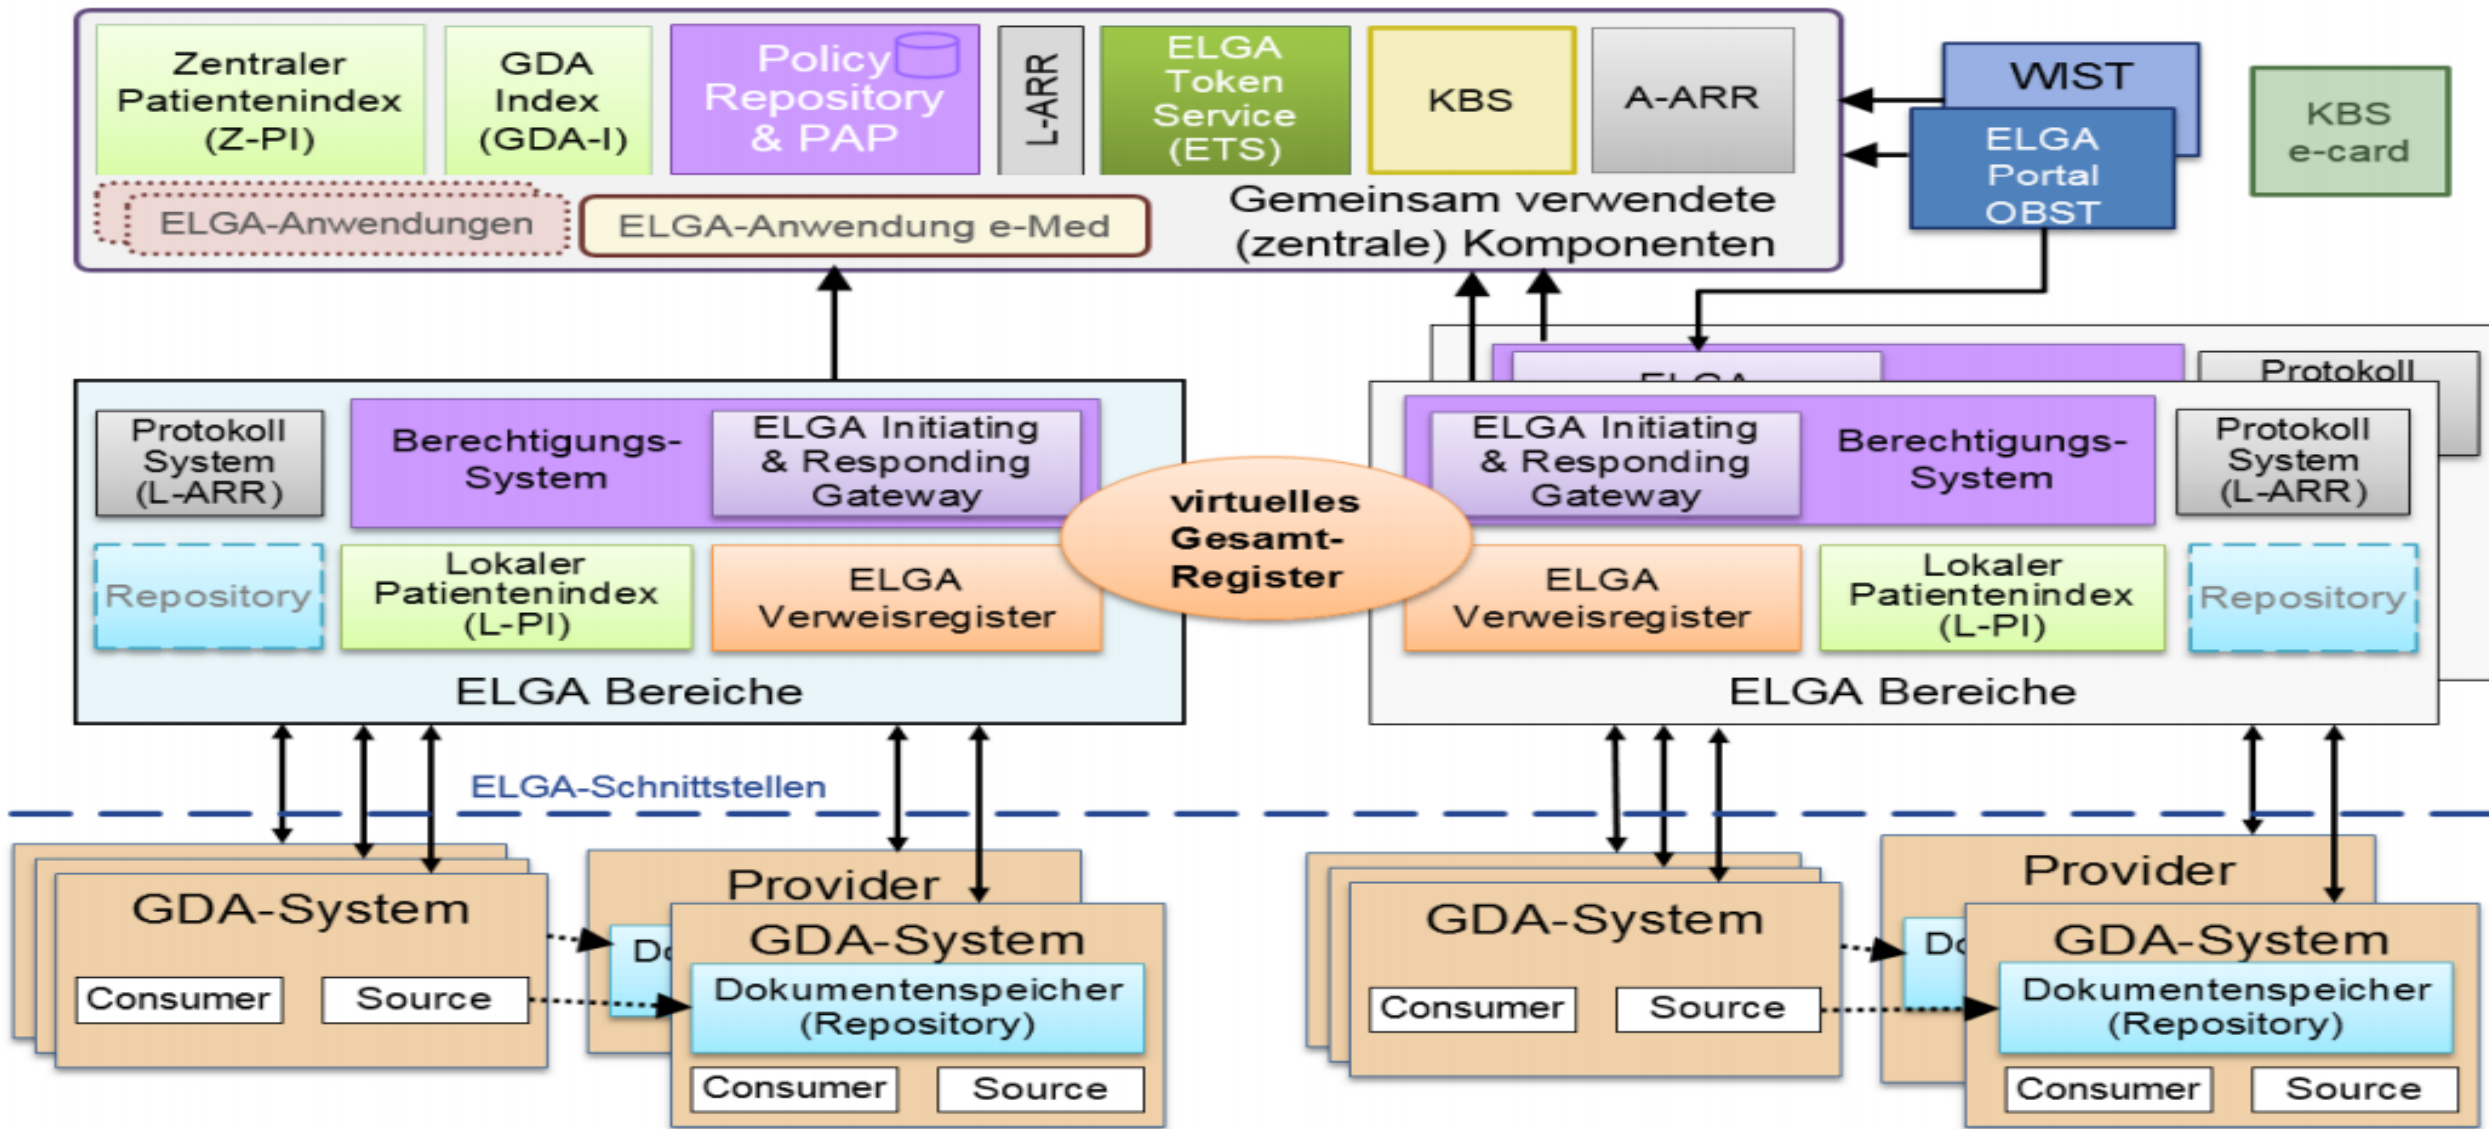 Zentraler
Patientenindex
(Z-PI)
GDA
Index
(GDA-I)
Policy
Repository
& PAP
L-ARR
ELGA
Token
Service
(ETS)
KBS
A-ARR
WIST
ELGA
Portal
OBST
KBS
e-card
ELGA-Anwendungen
ELGA-Anwendung e-Med
Gemeinsam verwendete
(zentrale) Komponenten
Protokoll
System
(L-ARR)
Berechtigungs-
System
ELGA Initiating
& Responding
Gateway
Repository
Lokaler
Patientenindex
(L-PI)
ELGA
Verweisregister
ELGA Bereiche
virtuelles
Gesamt-
Register
ELGA
Protokoll
ELGA Initiating
& Responding
Gateway
Berechtigungs-
System
Protokoll
System
(L-ARR)
ELGA
Verweisregister
Lokaler
Patientenindex
(L-PI)
Repository
ELGA Bereiche
ELGA-Schnittstellen
GDA-System
Consumer
Source
Provider
Do
GDA-System
Dokumentenspeicher
(Repository)
Consumer
Source
GDA-System
Consumer
Source
Provider
Do
GDA-System
Dokumentenspeicher
(Repository)
Consumer
Source